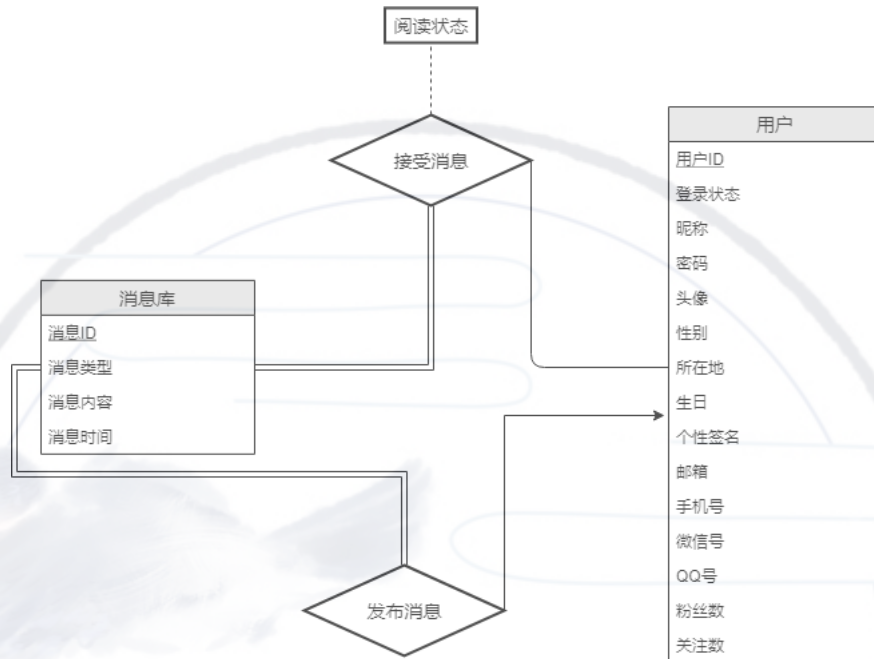 阅读状态
接受消息
用户
用户ID
登录状态
昵称
密码
头像
性别
所在地
生日
个性签名
邮箱
手机号
微信号
QQ号
粉丝数
关注数
消息库
消息ID
消息类型
消息内容
消息时间
发布消息